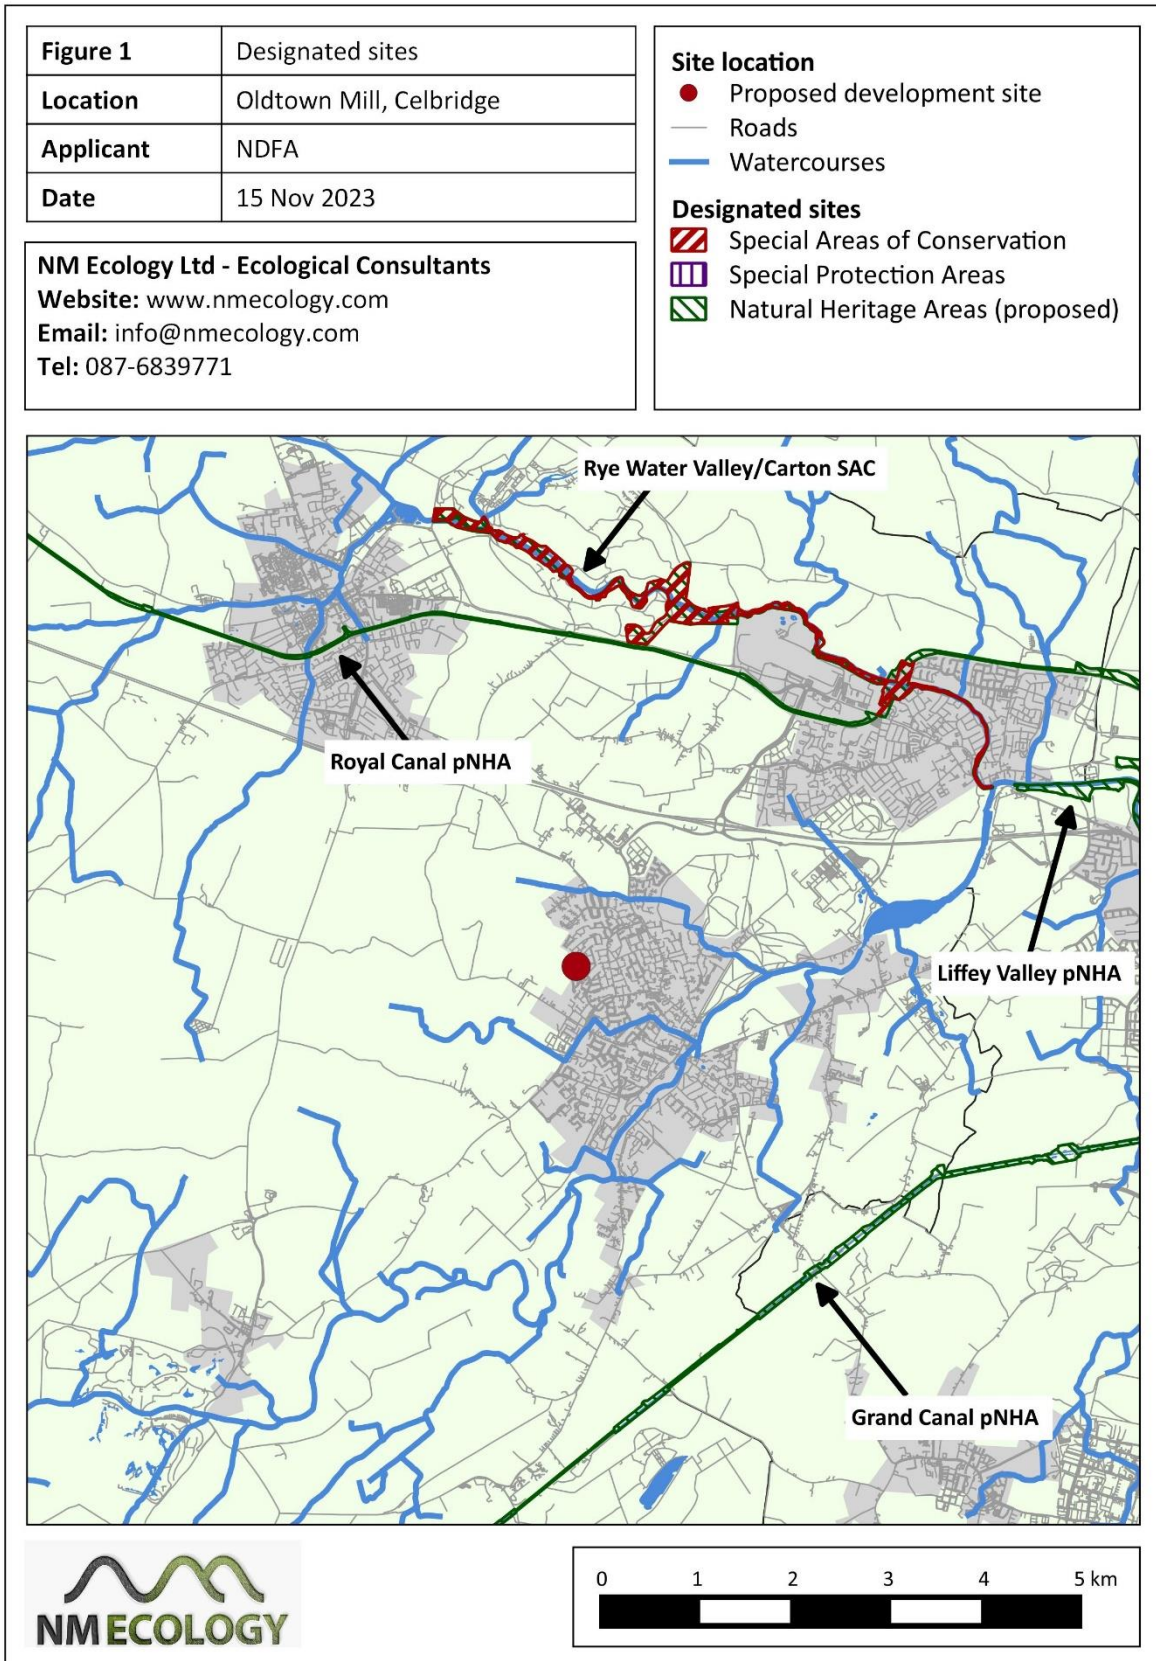 Figure 1 Designated sites
Location Oldtown Mill, Celbridge
Applicant NDFA
Date 15 Nov 2023
NM Ecology Ltd - Ecological Consultants
Website: www.nmecology.com
Email: info@nmecology.com
Tel: 087-6839771
Site location
Proposed development site
Roads
Watercourses
Designated sites
Special Areas of Conservation
Special Protection Areas
Natural Heritage Areas (proposed)
Rye Water Valley/Carton SAC
Royal Canal pNHA
Liffey Valley pNHA
Grand Canal pNHA
NM ECOLOGY
0 1 2 3 4 5 km